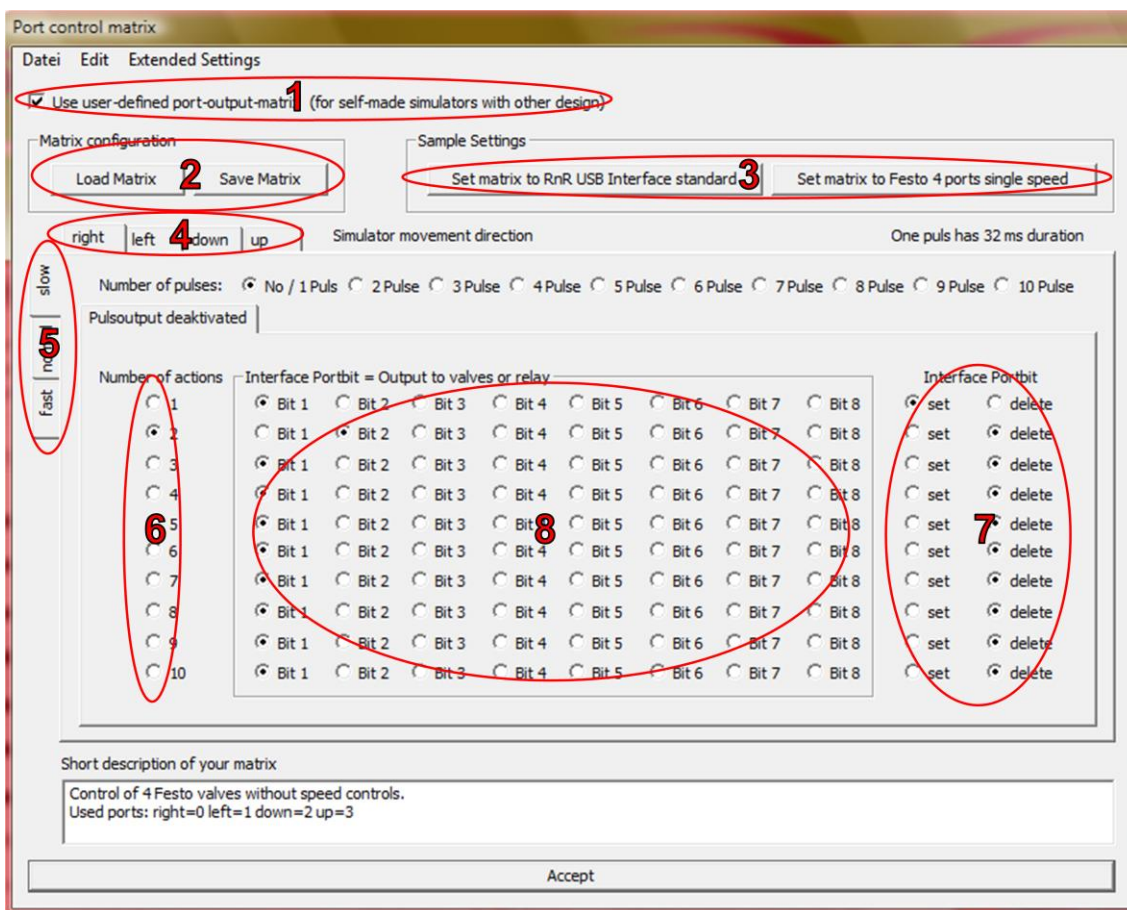 Port control matrix
Datei Edit Extended Settings
1
Use user-defined port-output-matrix (for self-made simulators with other design)
Matrix configuration Sample Settings
Load Matrix 2 Save Matrix Set matrix to RnR USB Interface standard 3 Set matrix to Festo 4 ports single speed
right left 4 down up Simulator movement direction One puls has 32 ms duration
slow
Number of pulses: No / 1 Puls 2 Pulse 3 Pulse 4 Pulse 5 Pulse 6 Pulse 7 Pulse 8 Pulse 9 Pulse 10 Pulse
Pulsoutput deaktivated
5
fast
Number of actions Interface Portbit = Output to valves or relay Interface Portbit
1 Bit 1 Bit 2 Bit 3 Bit 4 Bit 5 Bit 6 Bit 7 Bit 8 set delete
2 Bit 1 Bit 2 Bit 3 Bit 4 Bit 5 Bit 6 Bit 7 Bit 8 set delete
3 Bit 1 Bit 2 Bit 3 Bit 4 Bit 5 Bit 6 Bit 7 Bit 8 set delete
4 Bit 1 Bit 2 Bit 3 Bit 4 Bit 5 Bit 6 Bit 7 Bit 8 set delete
6 5 Bit 1 Bit 2 Bit 3 Bit 4 8 Bit 5 Bit 6 Bit 7 Bit 8 set 7 delete
6 Bit 1 Bit 2 Bit 3 Bit 4 Bit 5 Bit 6 Bit 7 Bit 8 set delete
7 Bit 1 Bit 2 Bit 3 Bit 4 Bit 5 Bit 6 Bit 7 Bit 8 set delete
8 Bit 1 Bit 2 Bit 3 Bit 4 Bit 5 Bit 6 Bit 7 Bit 8 set delete
9 Bit 1 Bit 2 Bit 3 Bit 4 Bit 5 Bit 6 Bit 7 Bit 8 set delete
10 Bit 1 Bit 2 Bit 3 Bit 4 Bit 5 Bit 6 Bit 7 Bit 8 set delete
Short description of your matrix
Control of 4 Festo valves without speed controls.
Used ports: right=0 left=1 down=2 up=3
Accept